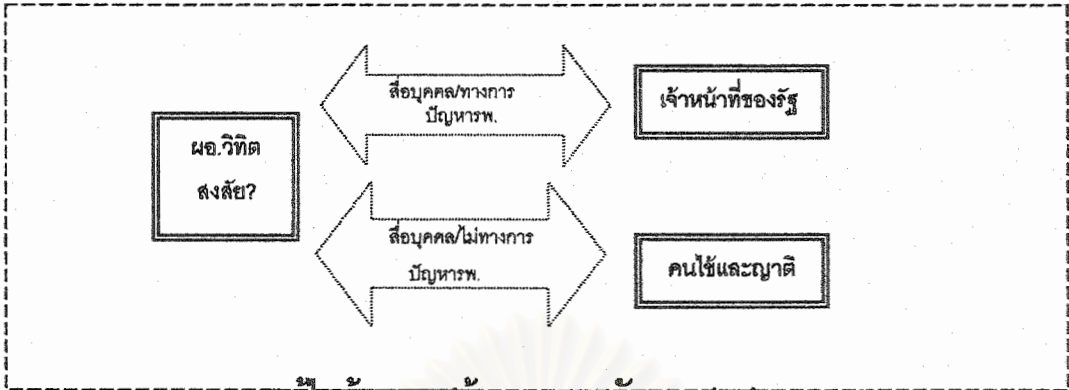 ผอ.วิทิต
สงสัย?
สื่อบุคคล/ทางการ
ปัญหารพ.
เจ้าหน้าที่ของรัฐ
สื่อบุคคล/ไม่ทางการ
ปัญหารพ.
คนไข้และญาติ